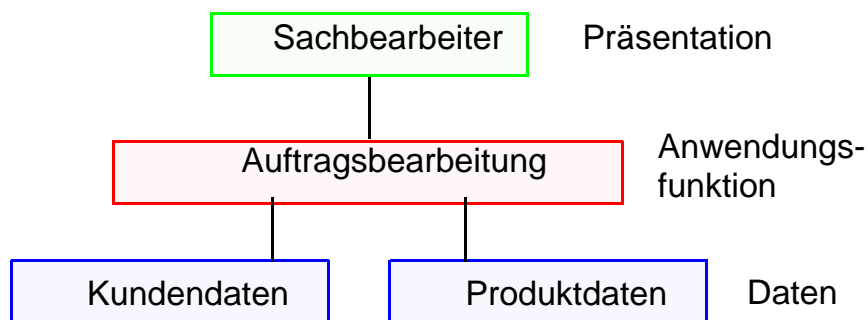 Sachbearbeiter Präsentation
Auftragsbearbeitung Anwendungs-
funktion
Kundendaten Produktdaten Daten